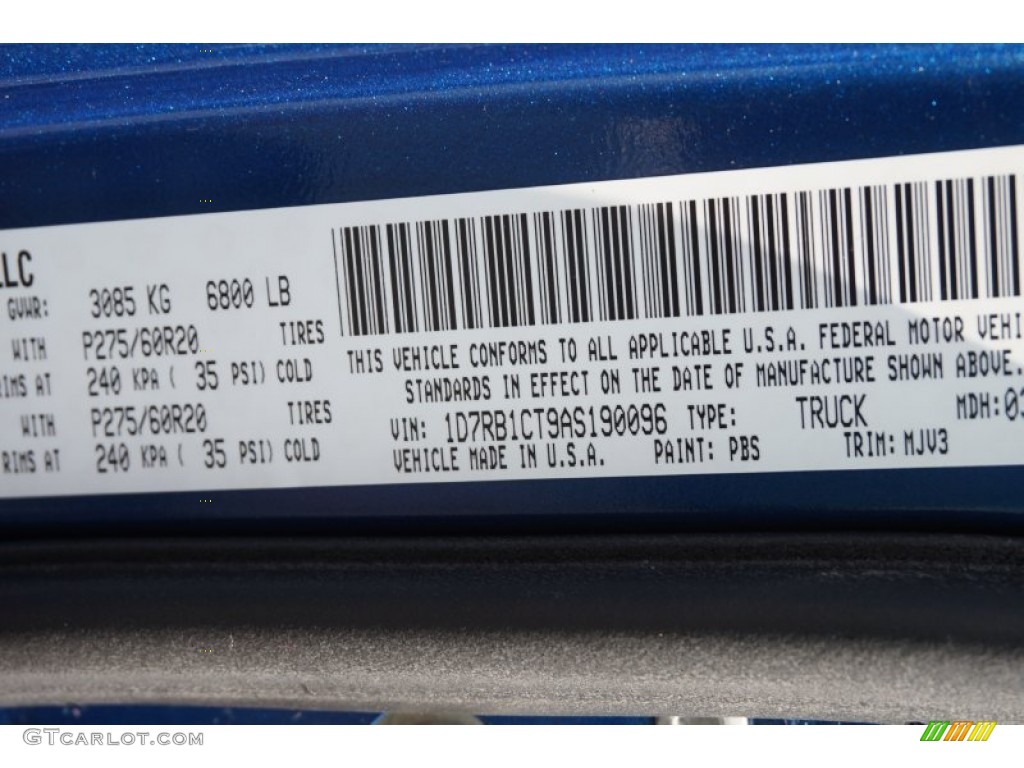 LLC
GVWR: 3085 KG 6800 LB
WITH P275/60R20 TIRES
RIMS AT 240 KPA ( 35 PSI) COLD
WITH P275/60R20 TIRES
RIMS AT 240 KPA ( 35 PSI) COLD
THIS VEHICLE CONFORMS TO ALL APPLICABLE U.S.A. FEDERAL MOTOR VEHI
STANDARDS IN EFFECT ON THE DATE OF MANUFACTURE SHOWN ABOVE.
VIN: 1D7RB1CT9AS190096 TYPE: TRUCK MDH:03
VEHICLE MADE IN U.S.A. PAINT: PBS TRIM: MJV3
GTCARLOT.COM